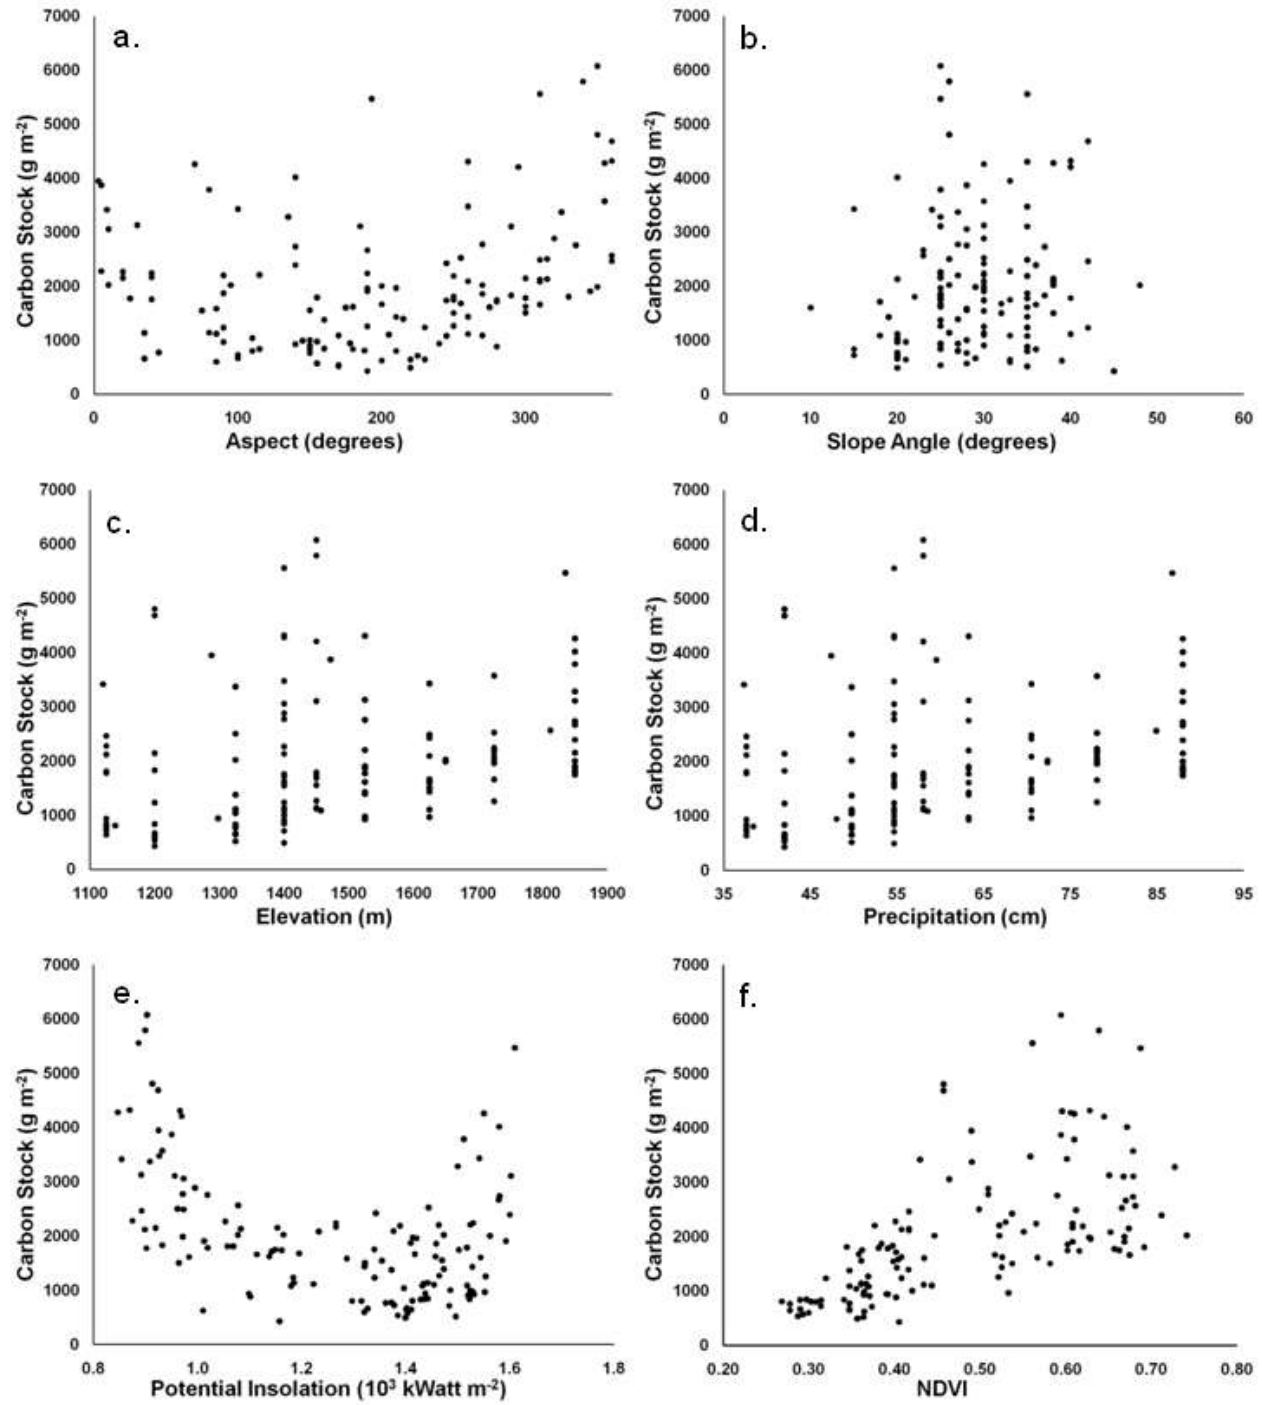 7000
6000
5000
4000
3000
2000
1000
0
a.
Carbon Stock (g m-2)
0 100 200 300
Aspect (degrees)
7000
6000
5000
4000
3000
2000
1000
0
b.
Carbon Stock (g m-2)
0 10 20 30 40 50 60
Slope Angle (degrees)
7000
6000
5000
4000
3000
2000
1000
0
c.
Carbon Stock (g m-2)
1100 1200 1300 1400 1500 1600 1700 1800 1900
Elevation (m)
7000
6000
5000
4000
3000
2000
1000
0
d.
Carbon Stock (g m-2)
35 45 55 65 75 85 95
Precipitation (cm)
7000
6000
5000
4000
3000
2000
1000
0
e.
Carbon Stock (g m-2)
0.8 1.0 1.2 1.4 1.6 1.8
Potential Insolation (10³ kWatt m-2)
7000
6000
5000
4000
3000
2000
1000
0
f.
Carbon Stock (g m-2)
0.20 0.30 0.40 0.50 0.60 0.70 0.80
NDVI